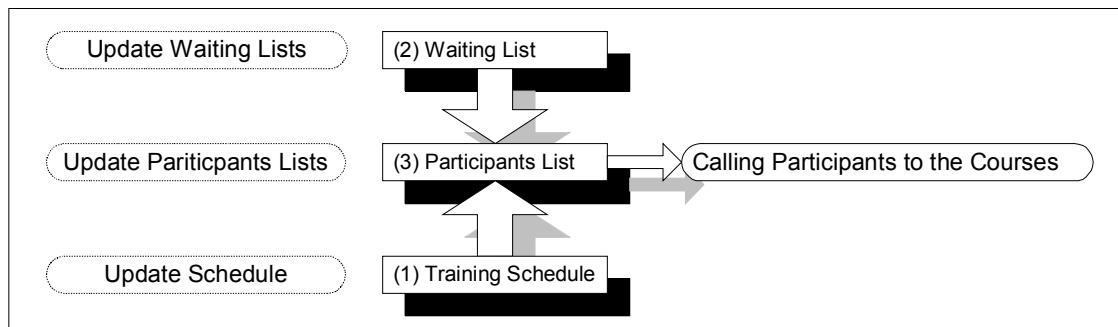 Update Waiting Lists
(2) Waiting List
Update Pariticpants Lists
(3) Participants List
Calling Participants to the Courses
Update Schedule
(1) Training Schedule